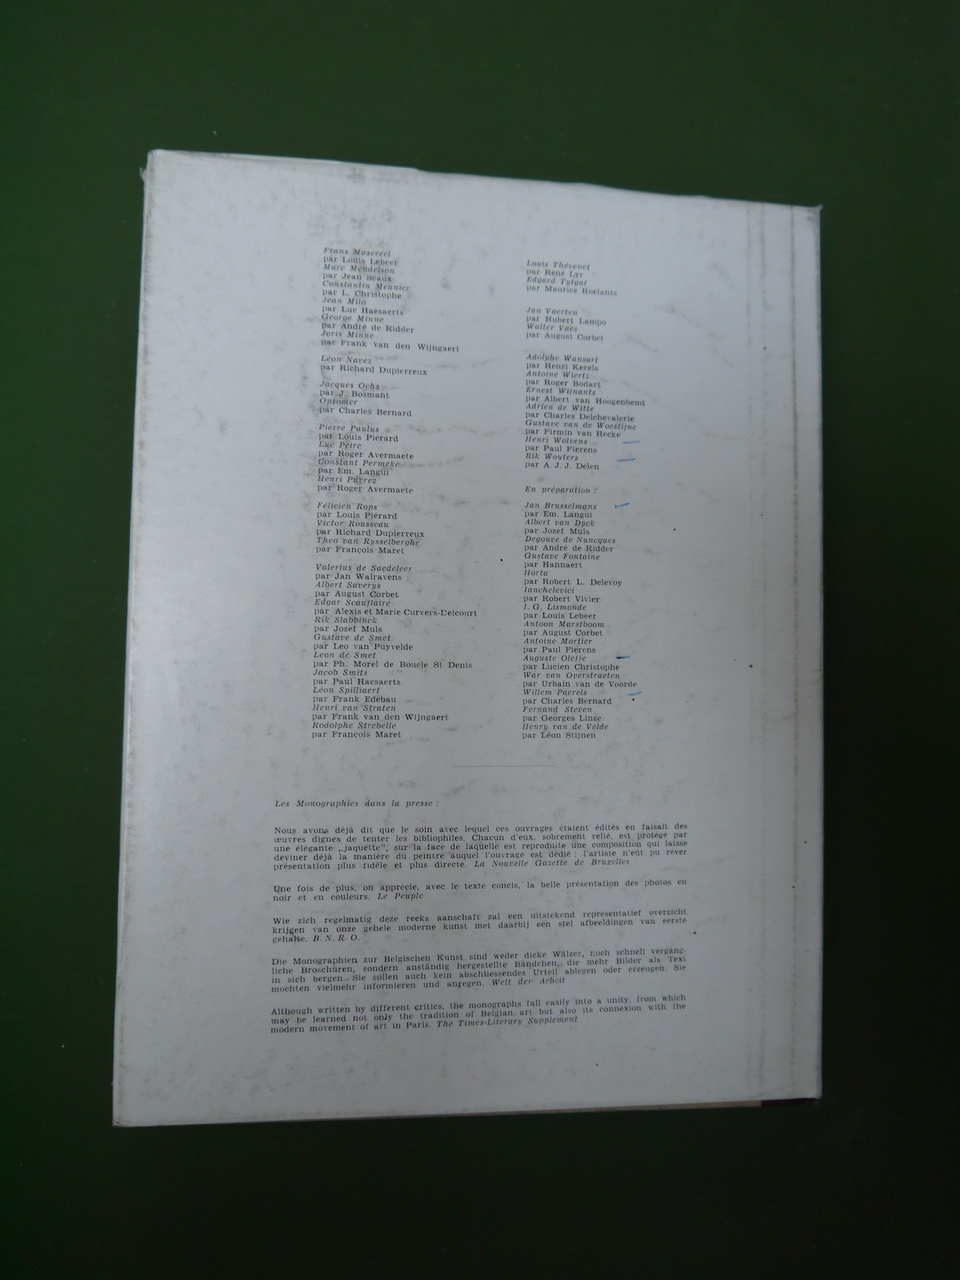 Frans Masereel
par Louis Lebeer
Marc Mendelson
par Jean Seaux
Constantin Meunier
par L. Christophe
Jean Milo
par Luc Haesaerts
George Minne
par André de Ridder
Joris Minne
par Frank van den Wijngaert
Léon Navez
par Richard Dupierreux
Jacques Ochs
par J. Bosmant
Opsomer
par Charles Bernard
Pierre Paulus
par Louis Piérard
Luc Peire
par Roger Avermaete
Constant Permeke
par Em. Langui
Henri Puvrez
par Roger Avermaete
Félicien Rops
par Louis Piérard
Victor Rousseau
par Richard Dupierreux
Theo van Rysselberghe
par François Maret
Valerius de Saedeleer
par Jan Walravens
Albert Saverys
par August Corbet
Edgar Scauflaire
par Alexis et Marie Curvers-Delcourt
Rik Slabbinck
par Jozef Muls
Gustave de Smet
par Leo van Puyvelde
Leon de Smet
par Ph. Morel de Boucle St Denis
Jacob Smits
par Paul Haesaerts
Léon Spilliaert
par Frank Edebau
Henri van Straten
par Frank van den Wijngaert
Rodolphe Strebelle
par François Maret
Louis Thévenet
par René Lyr
Edgard Tytgat
par Maurice Roelants
Jan Vaerten
par Hubert Lampo
Walter Vaes
par August Corbet
Adolphe Wansart
par Henri Kerels
Antoine Wiertz
par Roger Bodart
Ernest Wijnants
par Albert van Hoogenbemt
Adrien de Witte
par Charles Delchevalerie
Gustave van de Woestijne
par Firmin van Hecke
Henri Wolvens
par Paul Fierens
Rik Wouters
par A. J. J. Delen
En préparation :
Jan Brusselmans
par Em. Langui
Albert van Dyck
par Jozef Muls
Degouve de Nuncques
par André de Ridder
Gustave Fontaine
par Hannaert
Horta
par Robert L. Delevoy
Ianchelevici
par Robert Vivier
I. G. Lismonde
par Louis Lebeer
Antoon Marstboom
par August Corbet
Antoine Mortier
par Paul Fierens
Auguste Oleffe
par Lucien Christophe
War van Overstraeten
par Urbain van de Voorde
Willem Paerels
par Charles Bernard
Fernand Steven
par Georges Linze
Henry van de Velde
par Léon Stijnen
Les Monographies dans la presse :
Nous avons déjà dit que le soin avec lequel ces ouvrages étaient édités en faisait des
œuvres dignes de tenter les bibliophiles. Chacun d'eux, sobrement relié, est protégé par
une élégante „jaquette”, sur la face de laquelle est reproduite une composition qui laisse
deviner déjà la manière du peintre auquel l'ouvrage est dédié : l'artiste n'eût pu rêver
présentation plus fidèle et plus directe. La Nouvelle Gazette de Bruxelles
Une fois de plus, on apprécie, avec le texte concis, la belle présentation des photos en
noir et en couleurs. Le Peuple
Wie zich regelmatig deze reeks aanschaft zal een uitstekend representatief overzicht
krijgen van onze gehele moderne kunst met daarbij een stel afbeeldingen van eerste
gehalte. B. N. R. O.
Die Monographien zur Belgischen Kunst sind weder dicke Wälzer, noch schnell vergäng-
liche Broschüren, sondern anständig hergestellte Bändchen, die mehr Bilder als Text
in sich bergen. Sie sollen auch kein abschliessendes Urteil ablegen oder erzeugen. Sie
mochten vielmehr informieren und anregen. Welt der Arbeit
Although written by different critics, the monographs fall easily into a unity, from which
may be learned not only the tradition of Belgian art but also its connexion with the
modern movement of art in Paris. The Times-Literary Supplement